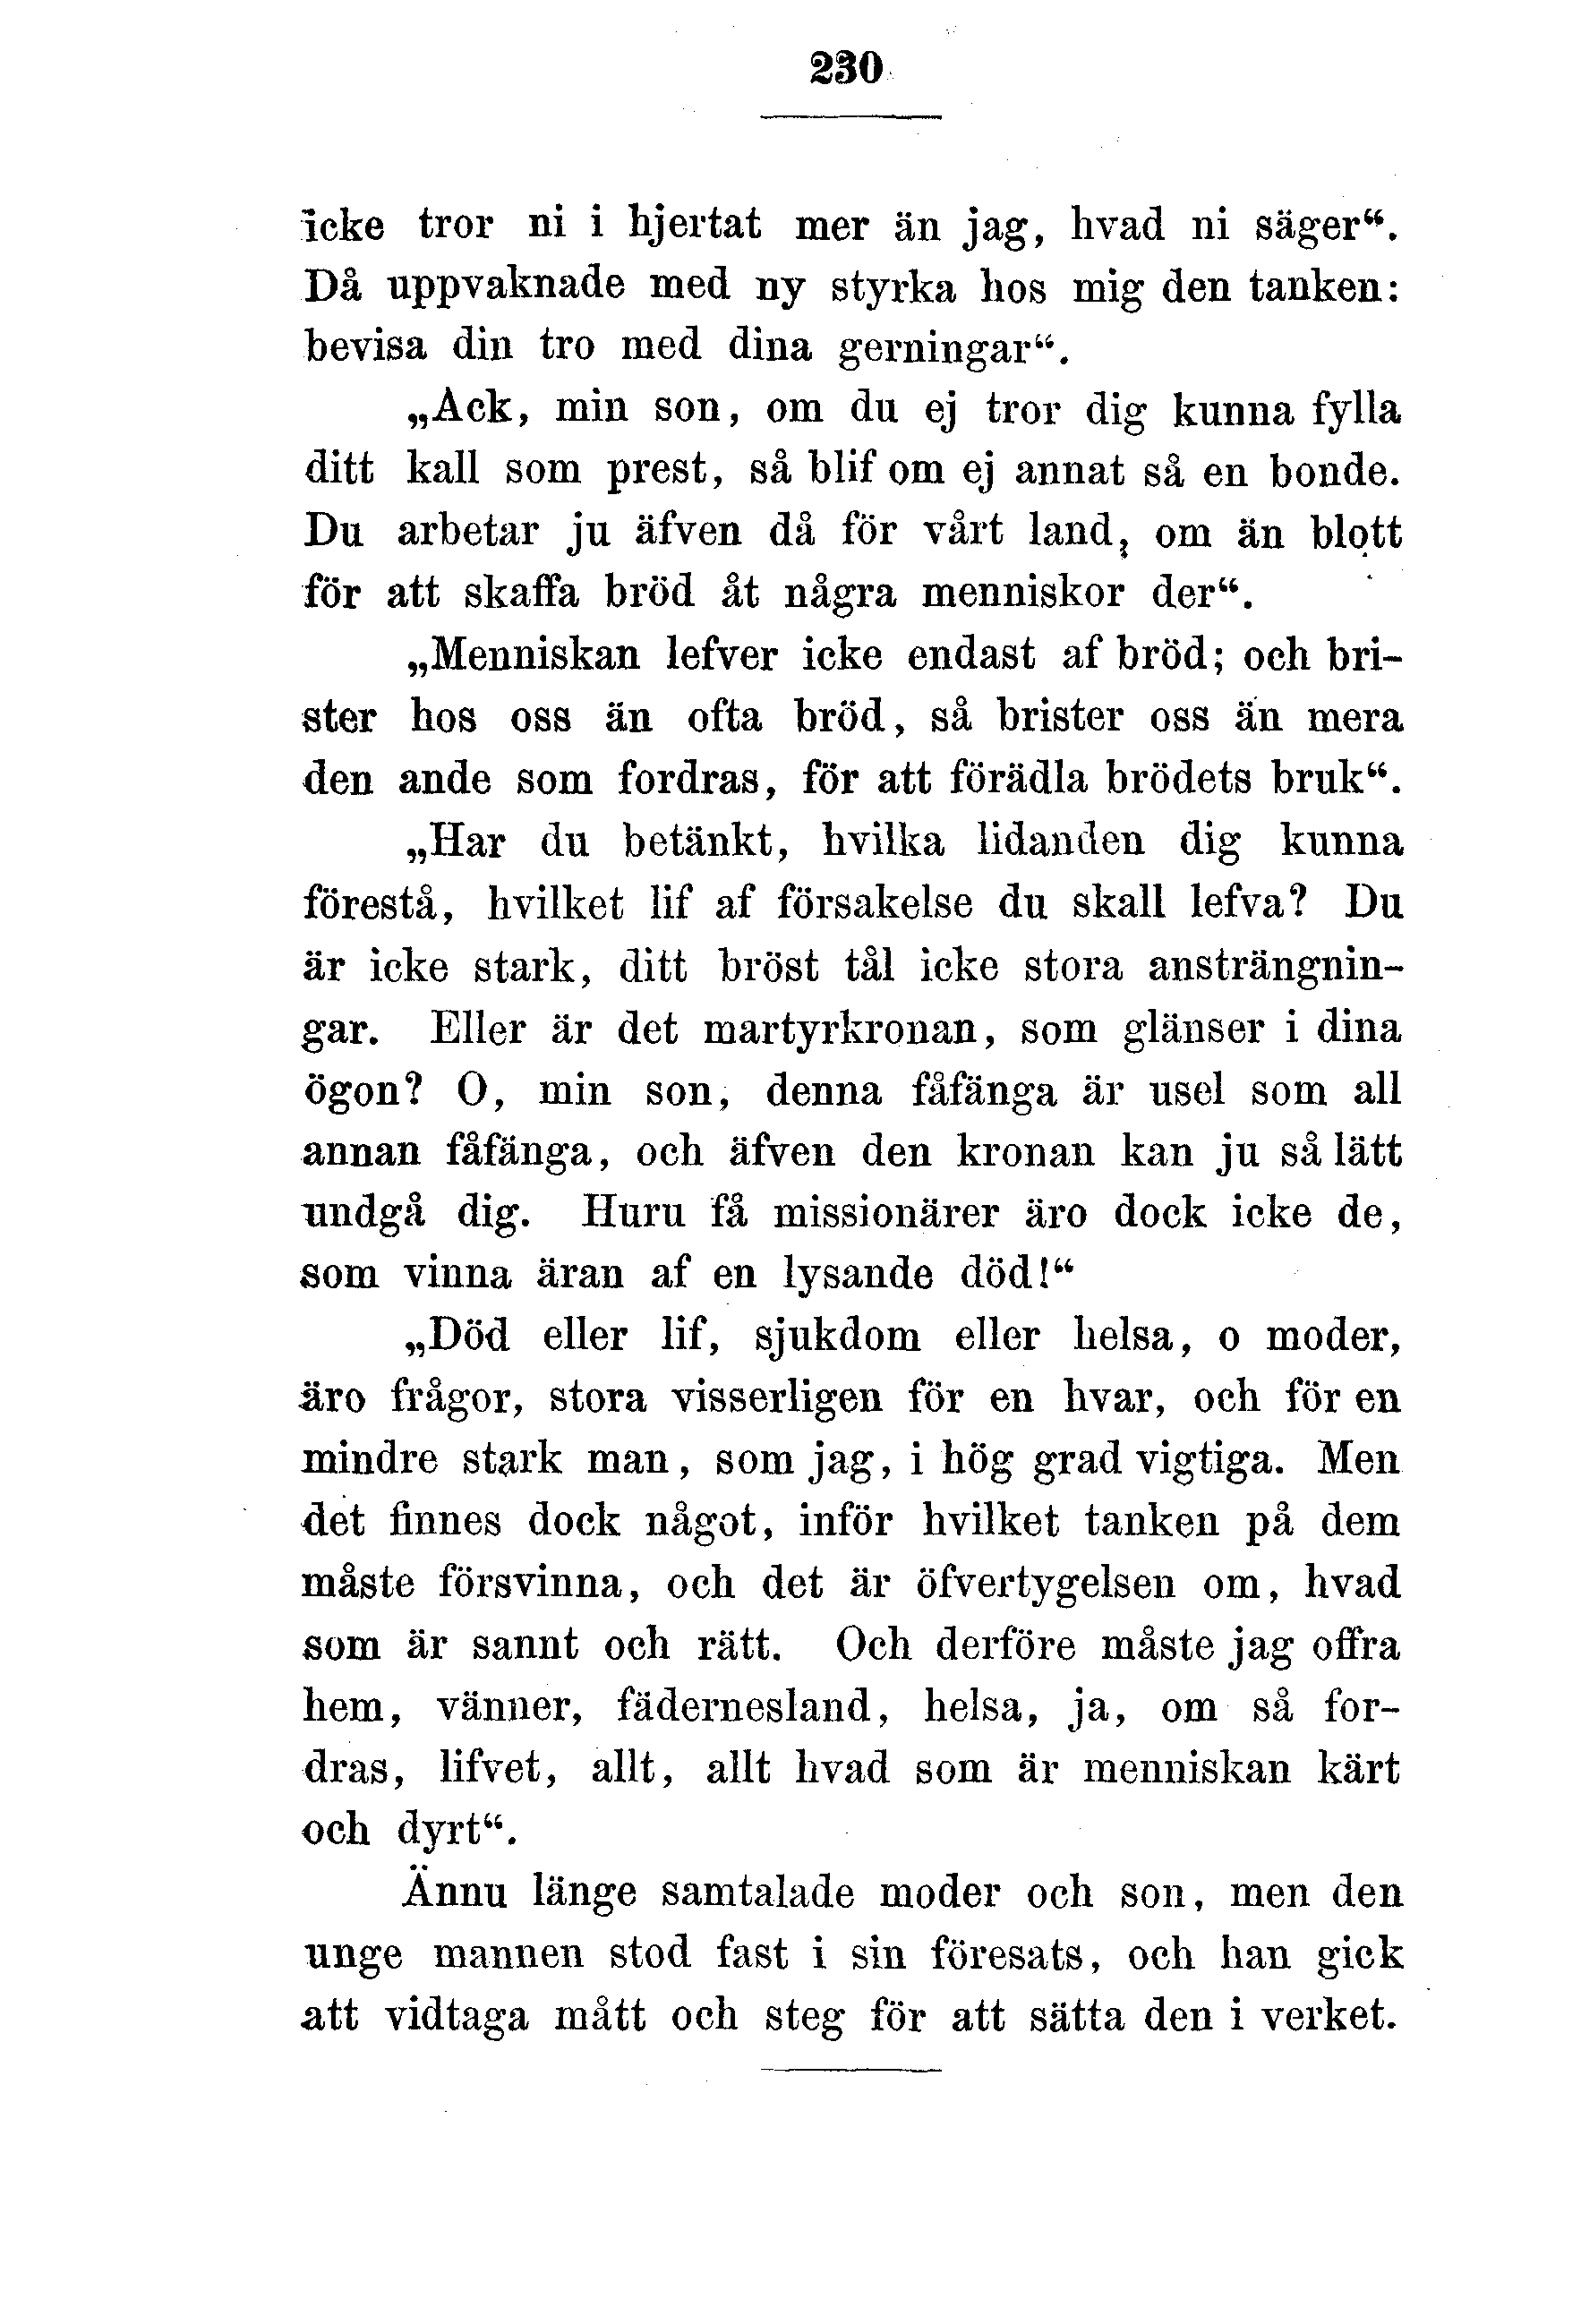 230
icke tror ni i hjertat mer än jag, hvad ni säger“.
Då uppvaknade med ny styrka hos mig den tanken:
bevisa din tro med dina gerningar“.
„Ack, min son, om du ej tror dig kunna fylla
ditt kall som prest, så blif om ej annat så en bonde.
Du arbetar ju äfven då för vårt land, om än blott
för att skaffa bröd åt några menniskor der“.
„Menniskan lefver icke endast af bröd; och bri-
ster hos oss än ofta bröd, så brister oss än mera
den ande som fordras, för att förädla brödets bruk“.
„Har du betänkt, hvilka lidanden dig kunna
förestå, hvilket lif af försakelse du skall lefva? Du
är icke stark, ditt bröst tål icke stora ansträngnin-
gar. Eller är det martyrkronan, som glänser i dina
ögon? O, min son, denna fåfänga är usel som all
annan fåfänga, och äfven den kronan kan ju så lätt
undgå dig. Huru få missionärer äro dock icke de,
som vinna äran af en lysande död!“
„Död eller lif, sjukdom eller helsa, o moder,
äro frågor, stora visserligen för en hvar, och för en
mindre stark man, som jag, i hög grad vigtiga. Men
det finnes dock något, inför hvilket tanken på dem
måste försvinna, och det är öfvertygelsen om, hvad
som är sannt och rätt. Och derföre måste jag offra
hem, vänner, fädernesland, helsa, ja, om så for-
dras, lifvet, allt, allt hvad som är menniskan kärt
och dyrt“.
Ännu länge samtalade moder och son, men den
unge mannen stod fast i sin föresats, och han gick
att vidtaga mått och steg för att sätta den i verket.